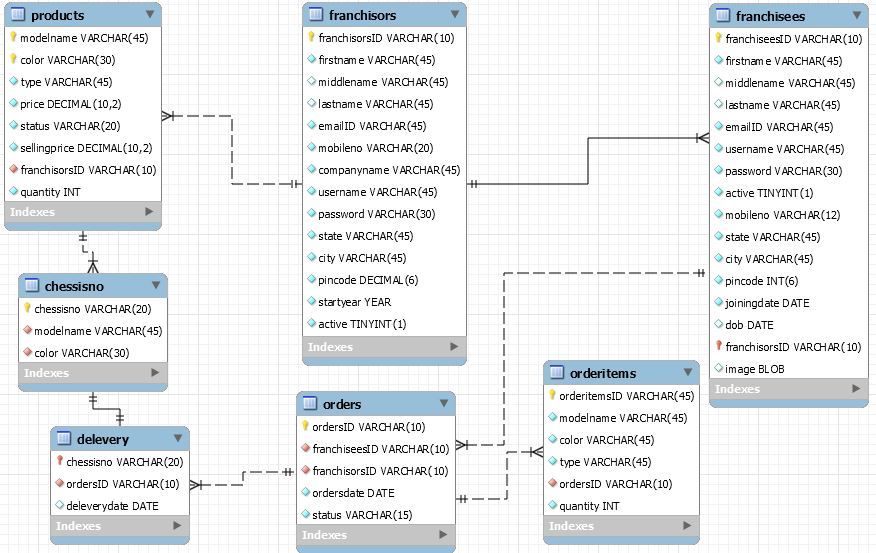 products
modelname VARCHAR(45)
color VARCHAR(30)
type VARCHAR(45)
price DECIMAL(10,2)
status VARCHAR(20)
sellingprice DECIMAL(10,2)
franchisorsID VARCHAR(10)
quantity INT
Indexes
franchisors
franchisorsID VARCHAR(10)
firstname VARCHAR(45)
middlename VARCHAR(45)
lastname VARCHAR(45)
emailID VARCHAR(45)
mobileno VARCHAR(20)
companyname VARCHAR(45)
username VARCHAR(45)
password VARCHAR(30)
state VARCHAR(45)
city VARCHAR(45)
pincode DECIMAL(6)
startyear YEAR
active TINYINT(1)
Indexes
franchisees
franchiseesID VARCHAR(10)
firstname VARCHAR(45)
middlename VARCHAR(45)
lastname VARCHAR(45)
emailID VARCHAR(45)
username VARCHAR(45)
password VARCHAR(30)
active TINYINT(1)
mobileno VARCHAR(12)
state VARCHAR(45)
city VARCHAR(45)
pincode INT(6)
joiningdate DATE
dob DATE
franchisorsID VARCHAR(10)
image BLOB
Indexes
chessisno
chessisno VARCHAR(20)
modelname VARCHAR(45)
color VARCHAR(30)
Indexes
delevery
chessisno VARCHAR(20)
ordersID VARCHAR(10)
deleverydate DATE
Indexes
orders
ordersID VARCHAR(10)
franchiseesID VARCHAR(10)
franchisorsID VARCHAR(10)
ordersdate DATE
status VARCHAR(15)
Indexes
orderitems
orderitemsID VARCHAR(45)
modelname VARCHAR(45)
color VARCHAR(45)
type VARCHAR(45)
ordersID VARCHAR(10)
quantity INT
Indexes